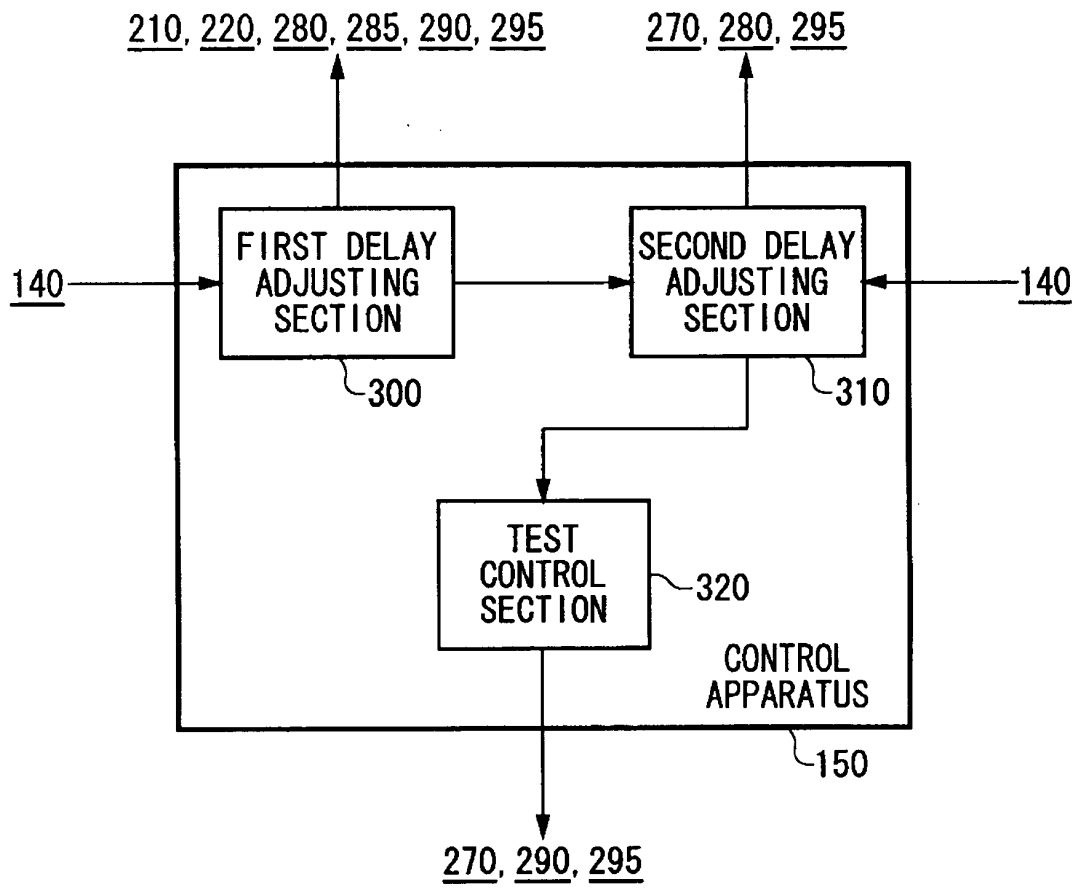 210, 220, 280, 285, 290, 295
270, 280, 295
140
FIRST DELAY
ADJUSTING
SECTION
300
SECOND DELAY
ADJUSTING
SECTION
310
140
TEST
CONTROL
SECTION
320
CONTROL
APPARATUS
150
270, 290, 295